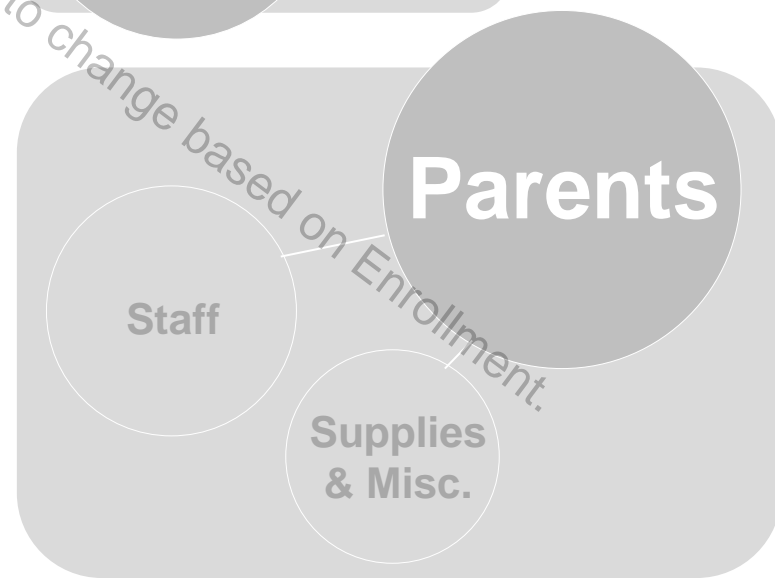 to change based on Enrollment.
Parents
Staff
Supplies
& Misc.